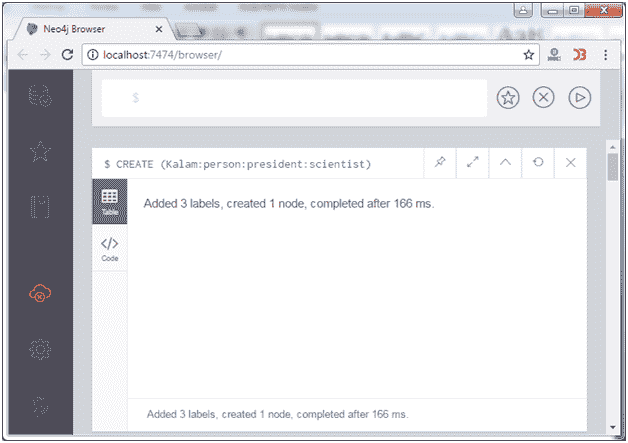 Neo4j Browser
localhost:7474/browser/
$
$ CREATE (Kalam:person:president:scientist)
Table
Added 3 labels, created 1 node, completed after 166 ms.
Code
Added 3 labels, created 1 node, completed after 166 ms.